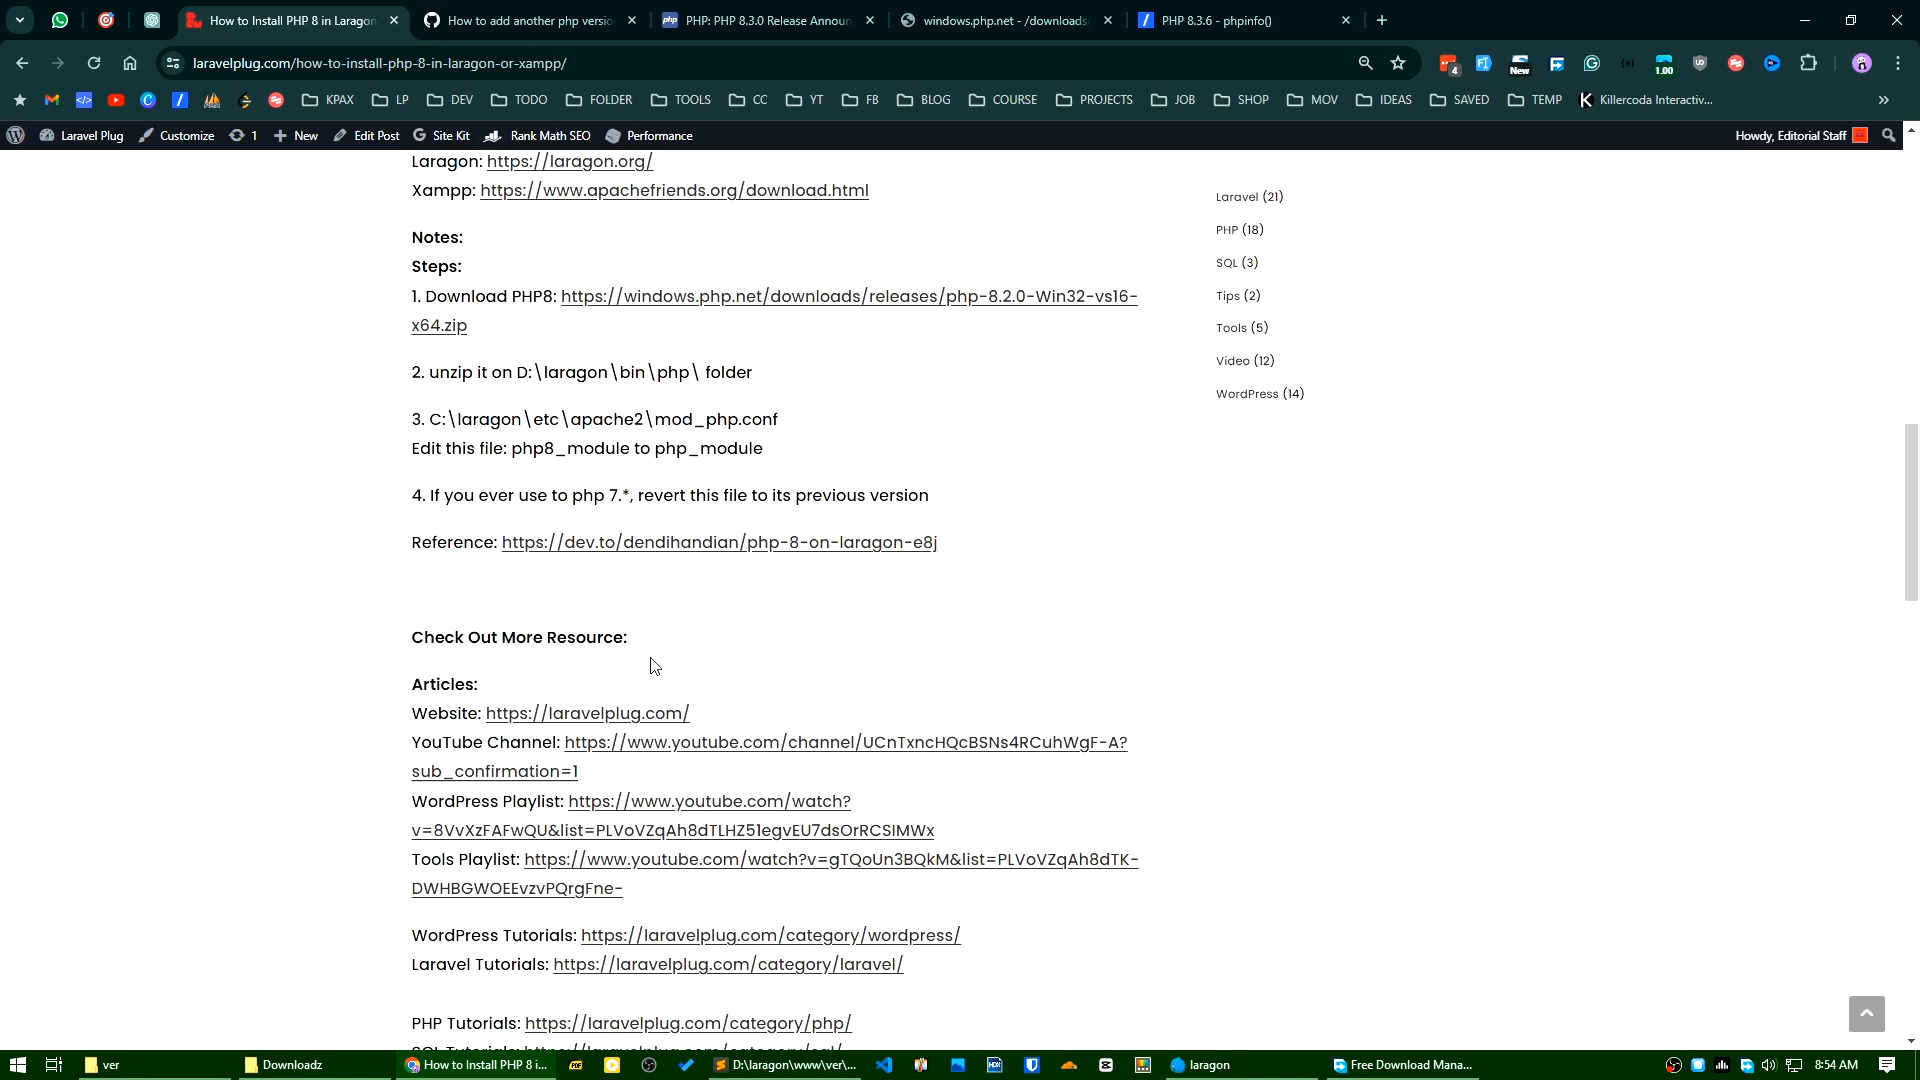 How to Install PHP 8 in Laragon
How to add another php versio
PHP: PHP 8.3.0 Release Announ
windows.php.net - /downloads/
PHP 8.3.6 - phpinfo()
laravelplug.com/how-to-install-php-8-in-laragon-or-xampp/
4
New
1.00
KPAX
LP
DEV
TODO
FOLDER
TOOLS
CC
YT
FB
BLOG
COURSE
PROJECTS
JOB
SHOP
MOV
IDEAS
SAVED
TEMP
Killercoda Interactiv...
Laravel Plug
Customize
1
New
Edit Post
Site Kit
Rank Math SEO
Performance
Howdy, Editorial Staff
Laragon: https://laragon.org/
Xampp: https://www.apachefriends.org/download.html
Notes:
Steps:
1. Download PHP8: https://windows.php.net/downloads/releases/php-8.2.0-Win32-vs16-
x64.zip
2. unzip it on D:\laragon\bin\php\ folder
3. C:\laragon\etc\apache2\mod_php.conf
Edit this file: php8_module to php_module
4. If you ever use to php 7.*, revert this file to its previous version
Reference: https://dev.to/dendihandian/php-8-on-laragon-e8j
Check Out More Resource:
Articles:
Website: https://laravelplug.com/
YouTube Channel: https://www.youtube.com/channel/UCnTxncHQcBSNs4RCuhWgF-A?
sub_confirmation=1
WordPress Playlist: https://www.youtube.com/watch?
v=8VvXzFAFwQU&list=PLVoVZqAh8dTLHZ51egvEU7dsOrRCSIMWx
Tools Playlist: https://www.youtube.com/watch?v=gTQoUn3BQkM&list=PLVoVZqAh8dTK-
DWHBGWOEEvzvPQrgFne-
WordPress Tutorials: https://laravelplug.com/category/wordpress/
Laravel Tutorials: https://laravelplug.com/category/laravel/
PHP Tutorials: https://laravelplug.com/category/php/
SQL Tutorials: https://laravelplug.com/category/sql/
Laravel (21)
PHP (18)
SQL (3)
Tips (2)
Tools (5)
Video (12)
WordPress (14)
ver
Downloadz
How to Install PHP 8 i...
D:\laragon\www\ver\...
laragon
Free Download Mana...
8:54 AM